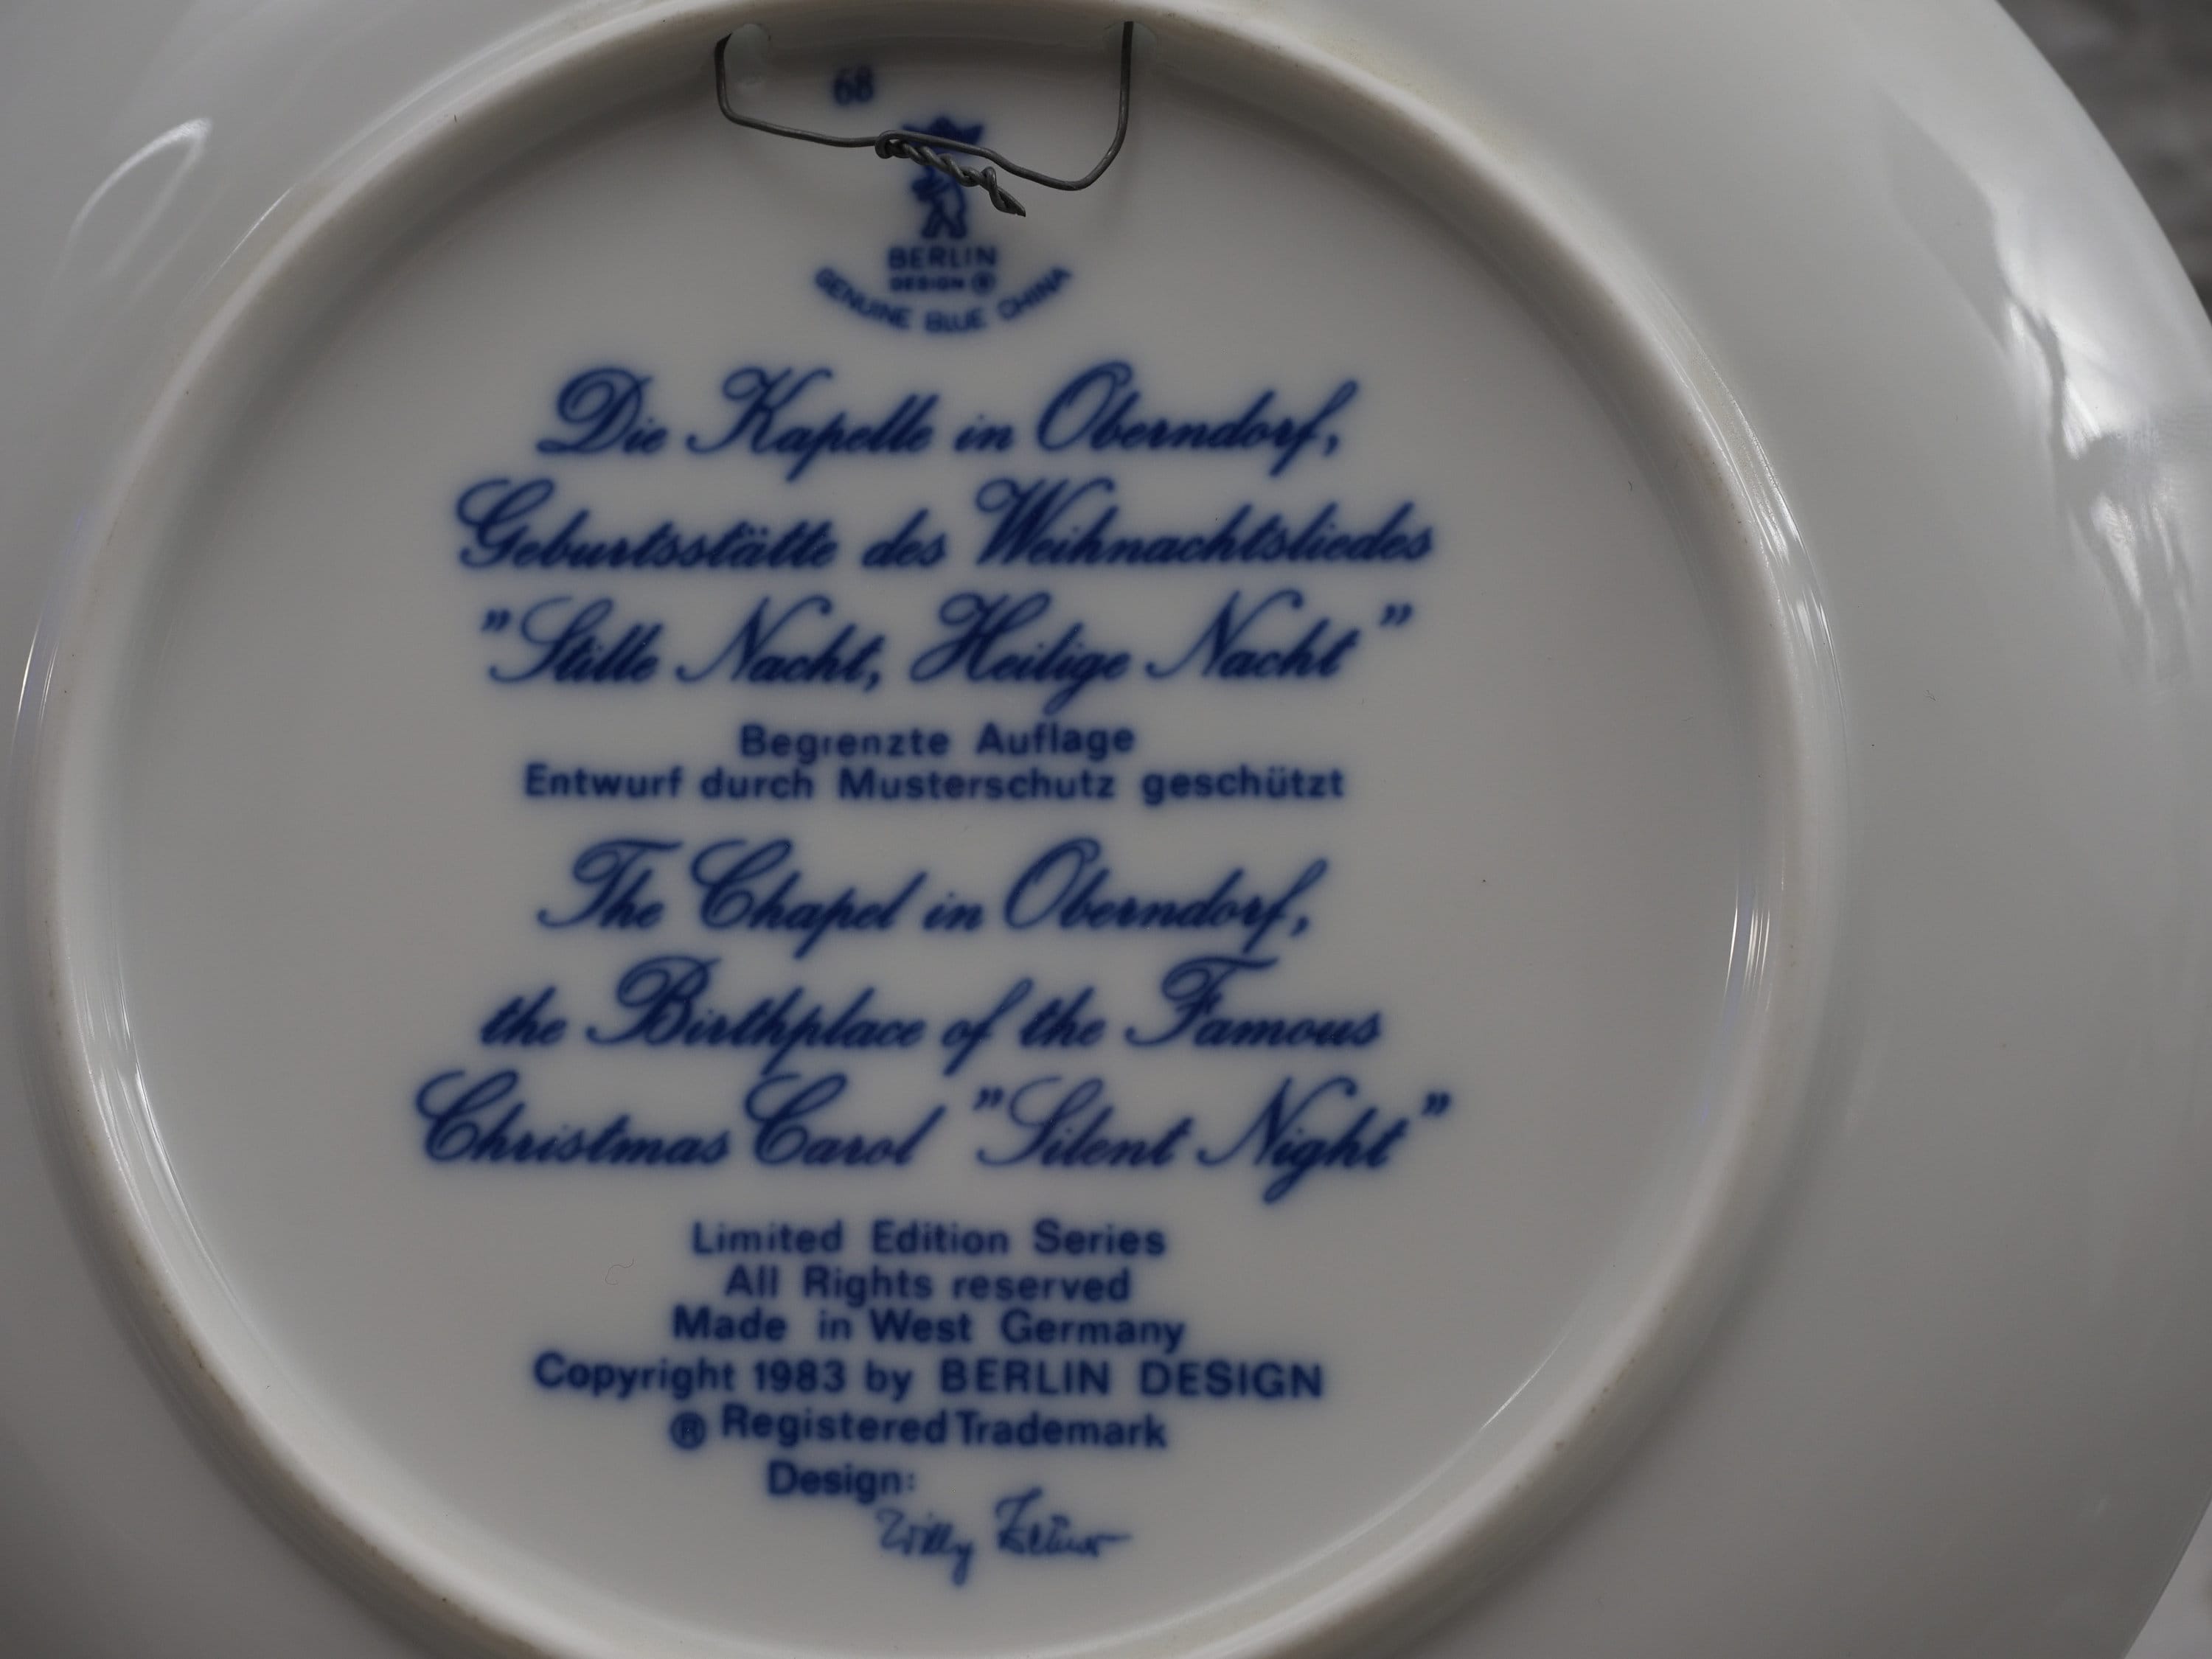 68
BERLIN
DESIGN ®
GENUINE BLUE CHINA
Die Kapelle in Oberndorf,
Geburtsstätte des Weihnachtsliedes
"Stille Nacht, Heilige Nacht"
Begrenzte Auflage
Entwurf durch Musterschutz geschützt
The Chapel in Oberndorf,
the Birthplace of the Famous
Christmas Carol "Silent Night"
Limited Edition Series
All Rights reserved
Made in West Germany
Copyright 1983 by BERLIN DESIGN
® Registered Trademark
Design:
Willy